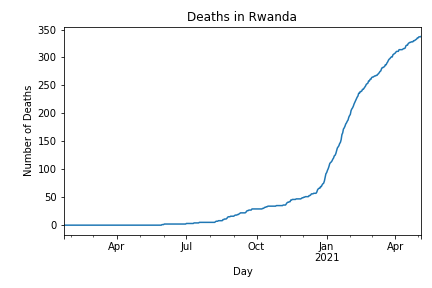 Deaths in Rwanda
350
300
250
200
150
100
50
0
Number of Deaths
Apr
Jul
Oct
Jan
2021
Apr
Day